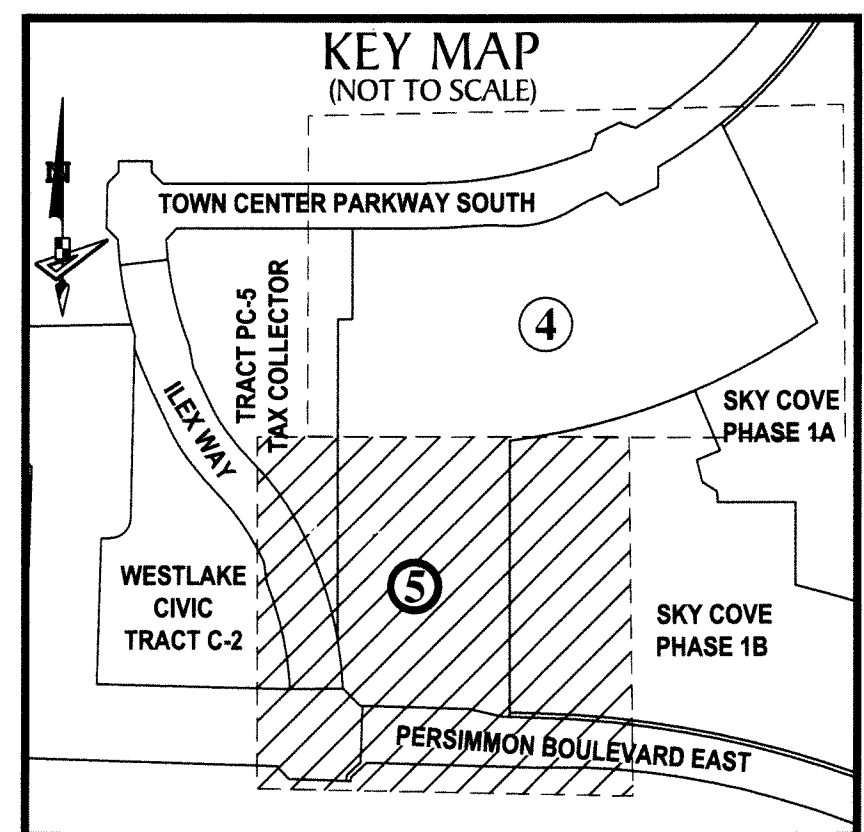 KEY MAP
(NOT TO SCALE)
N
TOWN CENTER PARKWAY SOUTH
TRACT PC-5
TAX COLLECTOR
4
ILEX WAY
SKY COVE
PHASE 1A
WESTLAKE
CIVIC
TRACT C-2
5
SKY COVE
PHASE 1B
PERSIMMON BOULEVARD EAST